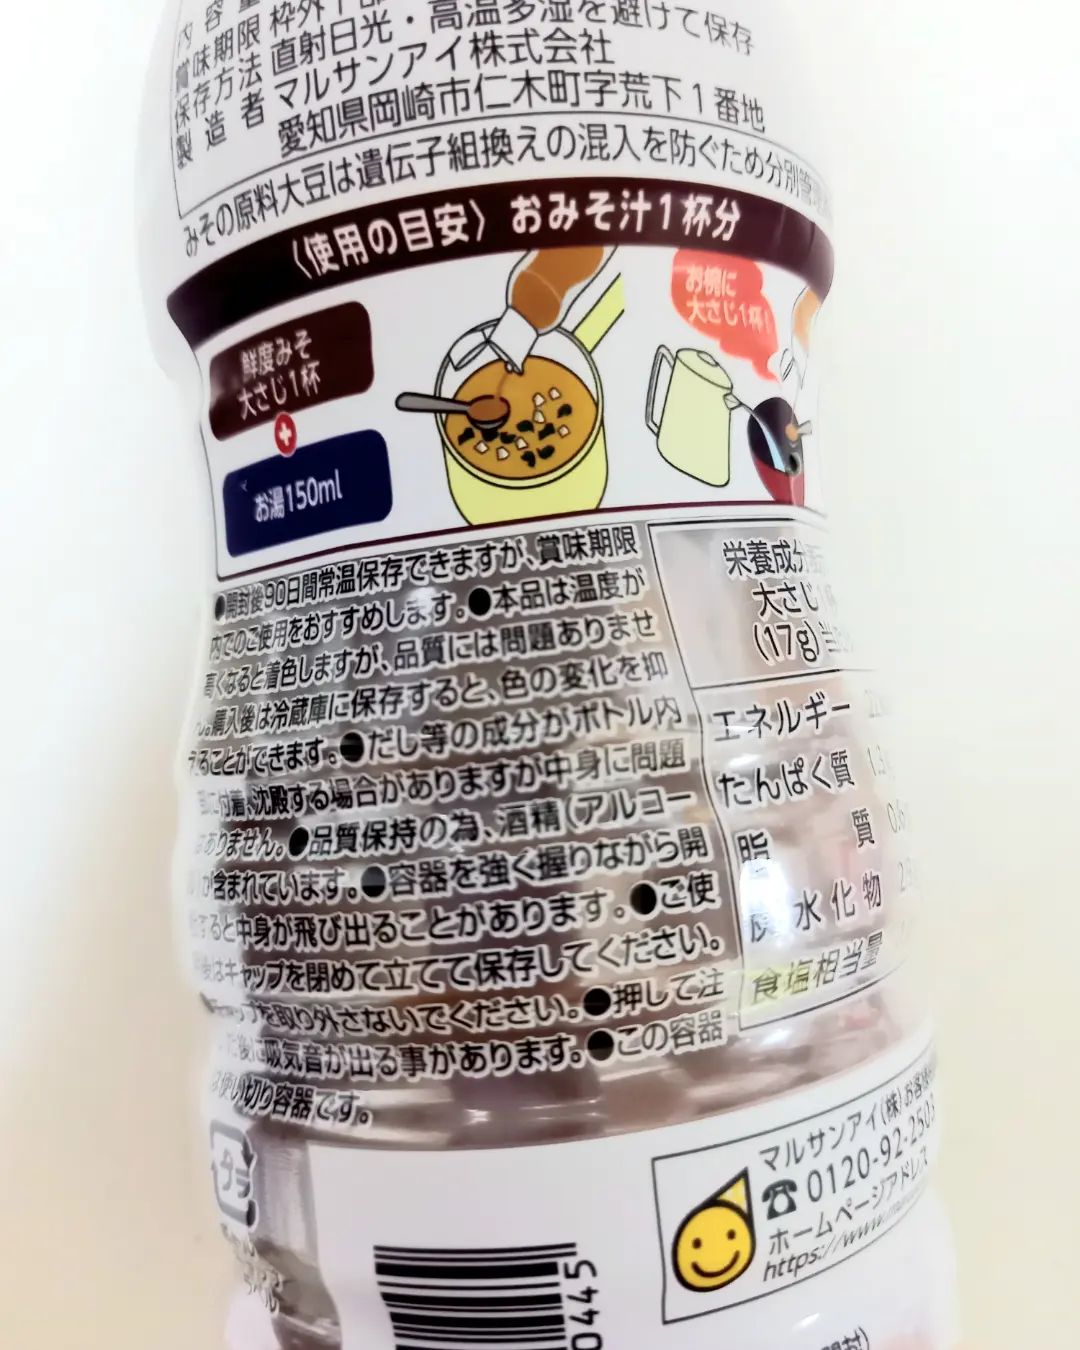 内容量 枠外下部
賞味期限
保存方法 直射日光・高温多湿を避けて保存
製造者 マルサンアイ株式会社
愛知県岡崎市仁木町字荒下1番地
みその原料大豆は遺伝子組換えの混入を防ぐため分別管理
〈使用の目安〉おみそ汁1杯分
鮮度みそ
大さじ1杯
+
お湯150ml
お椀に
大さじ1杯!
●開封後90日間常温保存できますが、賞味期限
内でのご使用をおすすめします。●本品は温度が
高くなると着色しますが、品質には問題ありませ
ん。購入後は冷蔵庫に保存すると、色の変化を抑
えることができます。●だし等の成分がボトル内
に付着、沈殿する場合がありますが中身に問題
はありません。●品質保持の為、酒精(アルコー
ル)が含まれています。●容器を強く握りながら開
すると中身が飛び出ることがあります。●ご使
後はキャップを閉めて立てて保存してください。
キャップを取り外さないでください。●押して注
いだ後に吸気音が出る事があります。●この容器
は使い切り容器です。
栄養成分表示
大さじ1杯
(17g)当
エネルギー
たんぱく質 1.
脂質 0.
炭水化物 2.
食塩相当量
プラ
マルサンアイ(株)お客様
☎0120-92-2503
ホームページアドレス
https://www.
0445